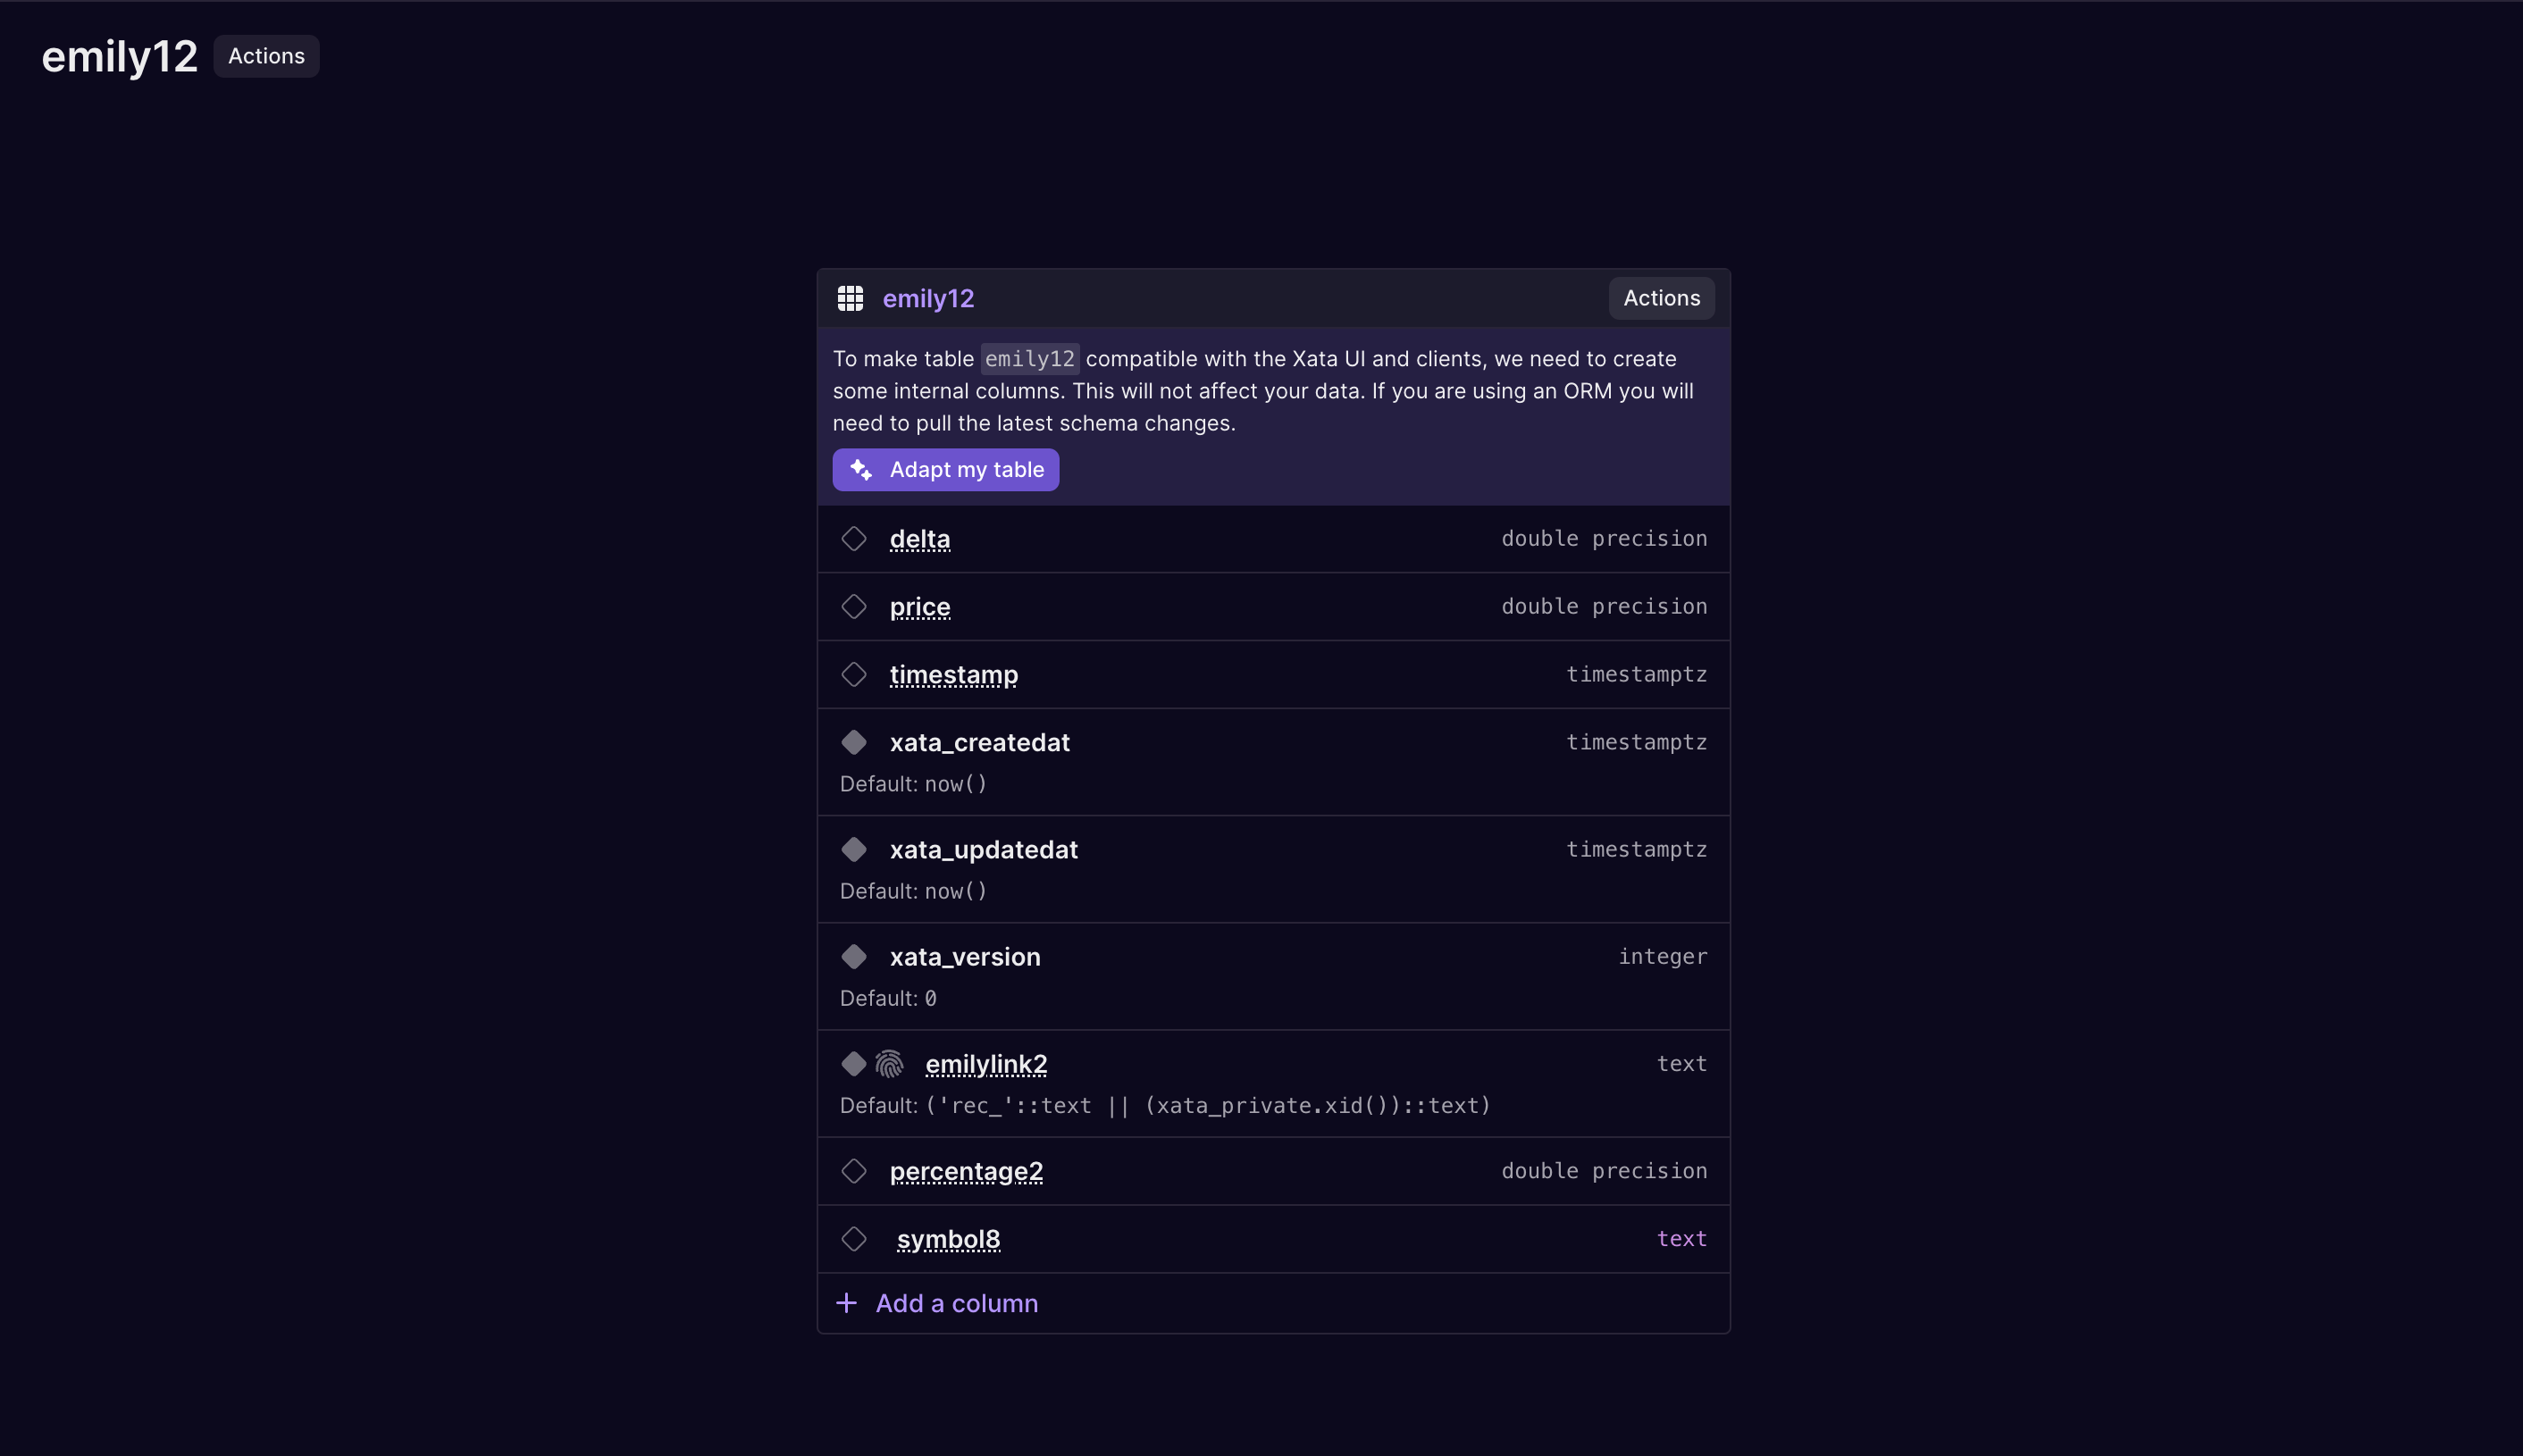 emily12 Actions
emily12 Actions
To make table emily12 compatible with the Xata UI and clients, we need to create
some internal columns. This will not affect your data. If you are using an ORM you will
need to pull the latest schema changes.
Adapt my table
delta double precision
price double precision
timestamp timestamptz
xata_createdat timestamptz
Default: now()
xata_updatedat timestamptz
Default: now()
xata_version integer
Default: 0
emilylink2 text
Default: ('rec_'::text || (xata_private.xid())::text)
percentage2 double precision
symbol8 text
+ Add a column